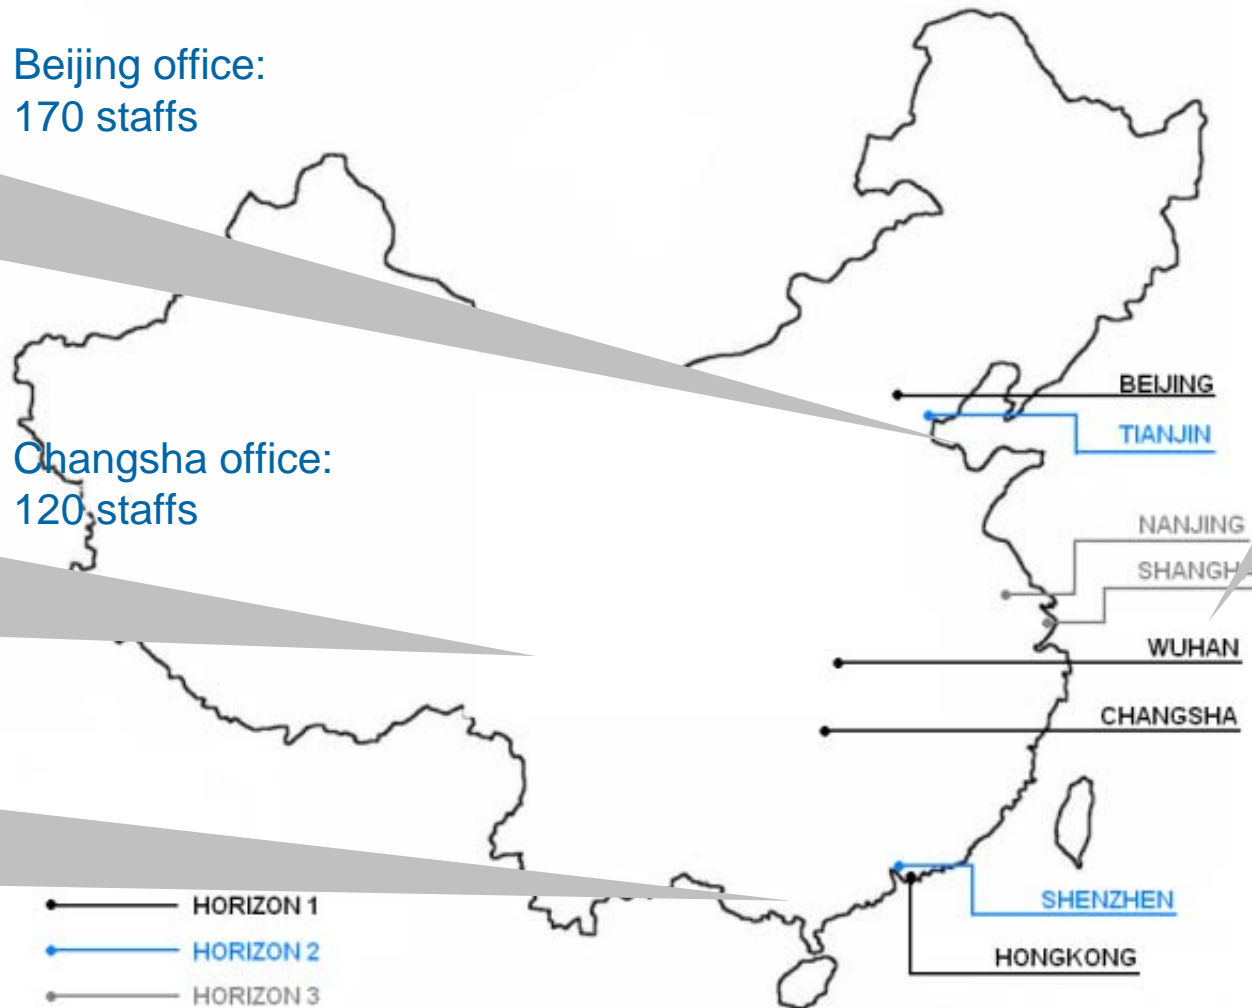 Beijing office:
170 staffs
BEIJING
TIANJIN
Changsha office:
120 staffs
NANJING
WUHAN
CHANGSHA
SHENZHEN
HONGKONG
HORIZON 1
HORIZON 2
HORIZON 3